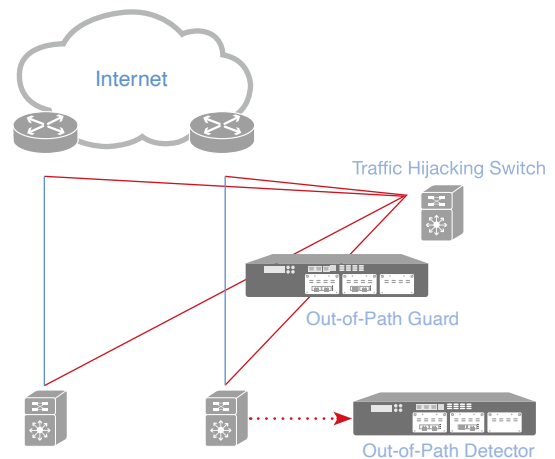 Internet
Traffic Hijacking Switch
Out-of-Path Guard
Out-of-Path Detector